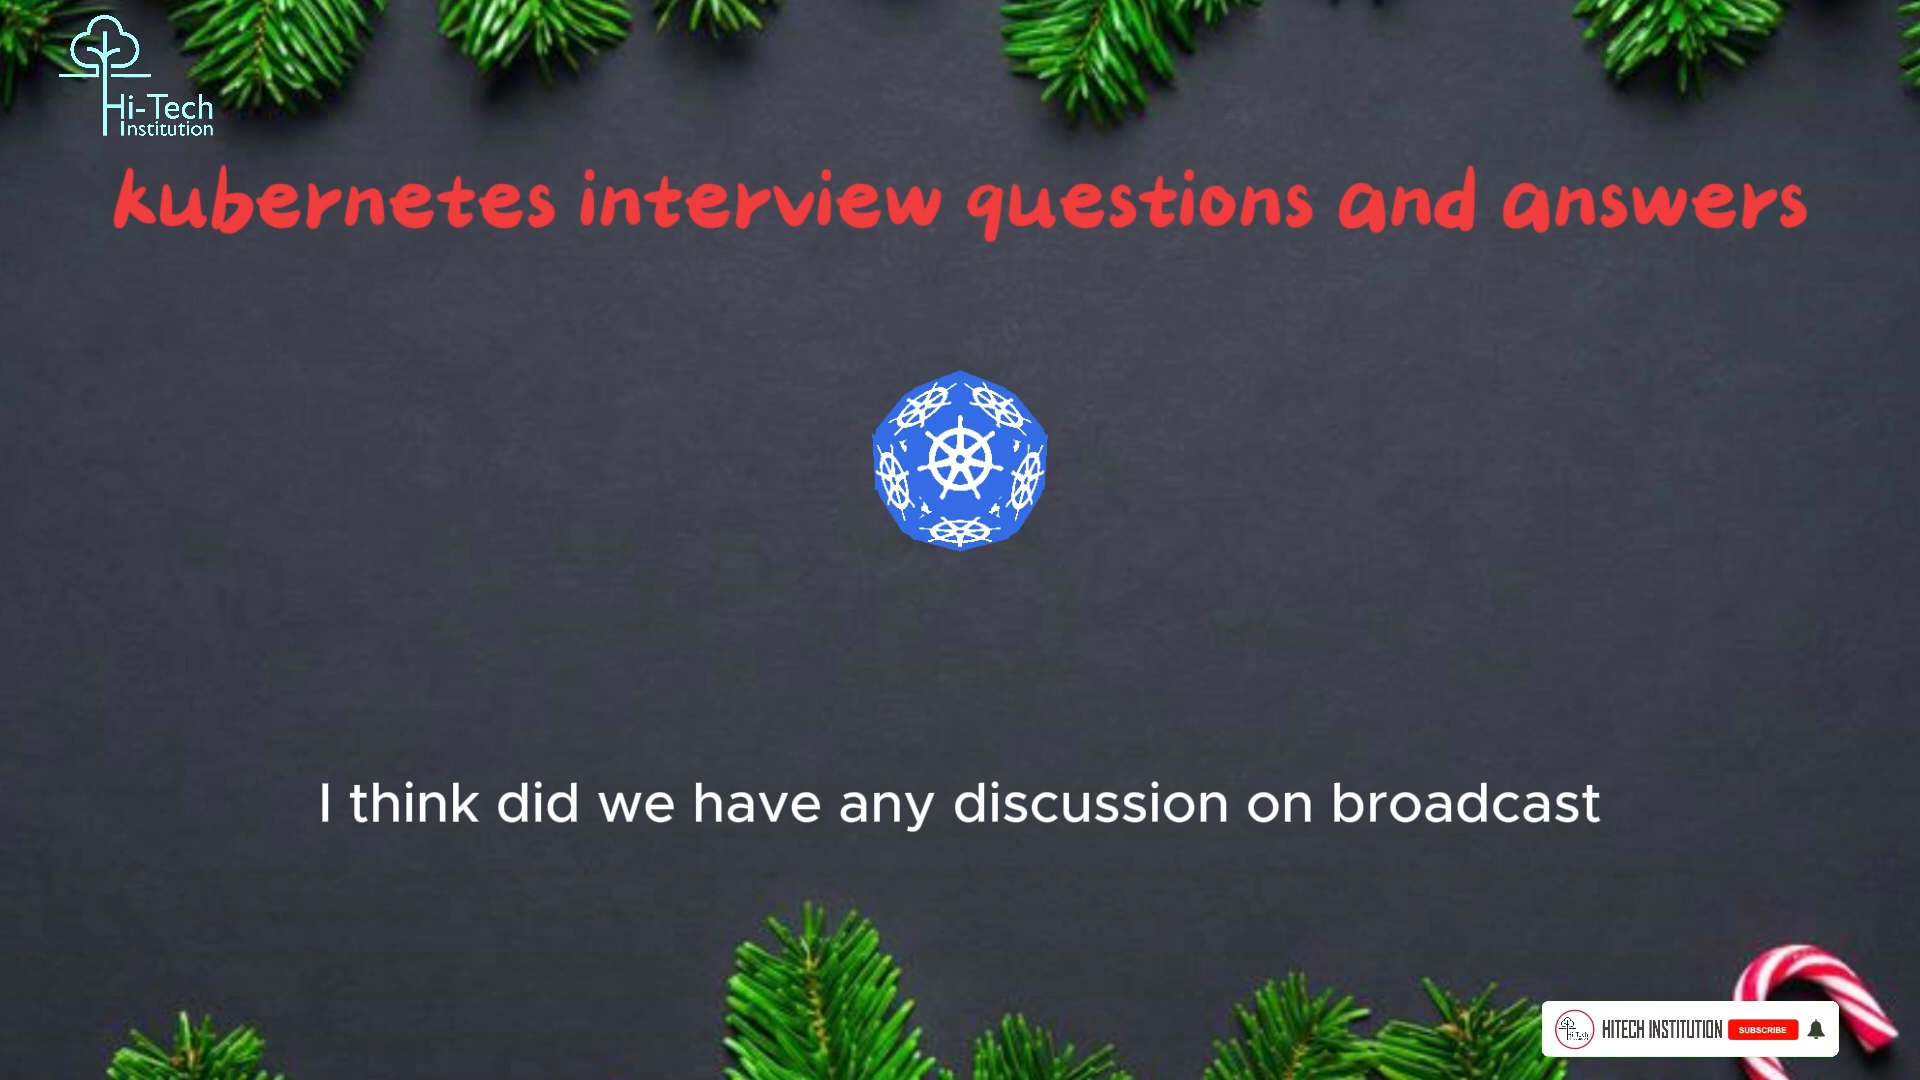 Hi-Tech
Institution
kubernetes interview questions and answers
I think did we have any discussion on broadcast
HITECH INSTITUTION SUBSCRIBE